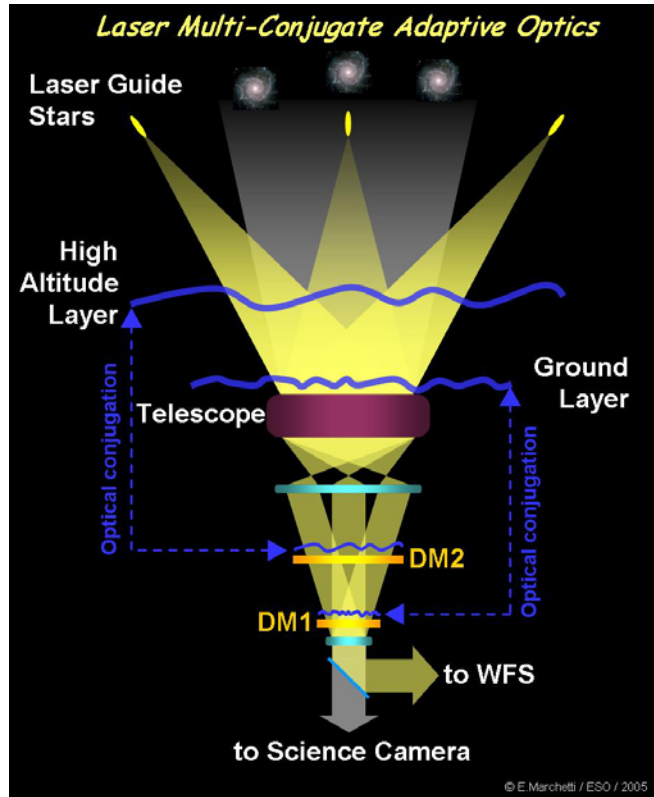 Laser Multi-Conjugate Adaptive Optics
Laser Guide
Stars
High
Altitude
Layer
Ground
Layer
Telescope
Optical conjugation
Optical conjugation
DM2
DM1
to WFS
to Science Camera
© E.Marchetti / ESO / 2005